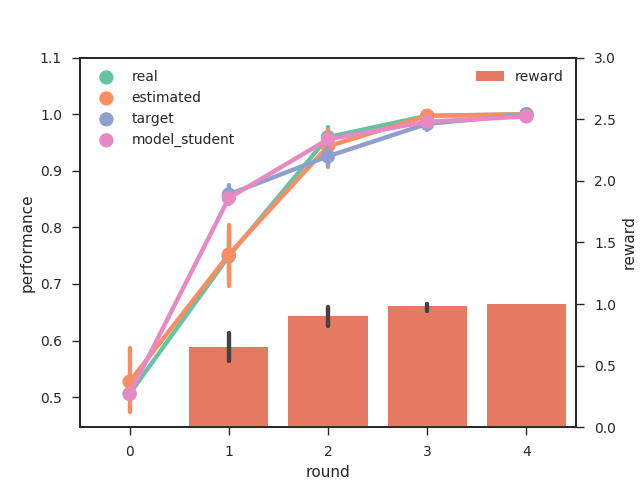 1.1
1.0
0.9
0.8
0.7
0.6
0.5
performance
real
estimated
target
model_student
reward
3.0
2.5
2.0
1.5
1.0
0.5
0.0
reward
0
1
2
3
4
round